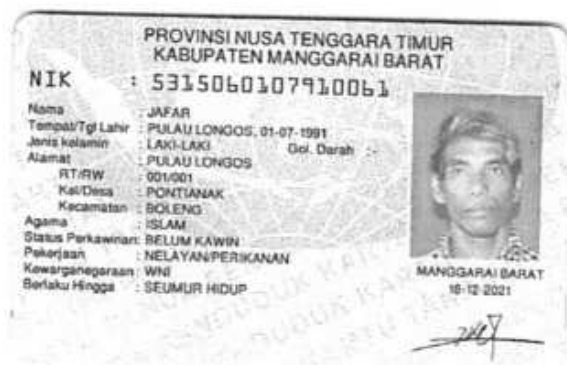 PROVINSI NUSA TENGGARA TIMUR
KABUPATEN MANGGARAI BARAT
NIK : 5315060107910061
Nama : JAFAR
Tempat/Tgl Lahir : PULAU LONGOS, 01-07-1991
Jenis kelamin : LAKI-LAKI Gol. Darah : -
Alamat : PULAU LONGOS
RT/RW : 001/001
Kel/Desa : PONTIANAK
Kecamatan : BOLENG
Agama : ISLAM
Status Perkawinan: BELUM KAWIN
Pekerjaan : NELAYAN/PERIKANAN
Kewarganegaraan : WNI
Berlaku Hingga : SEUMUR HIDUP
MANGGARAI BARAT
16-12-2021